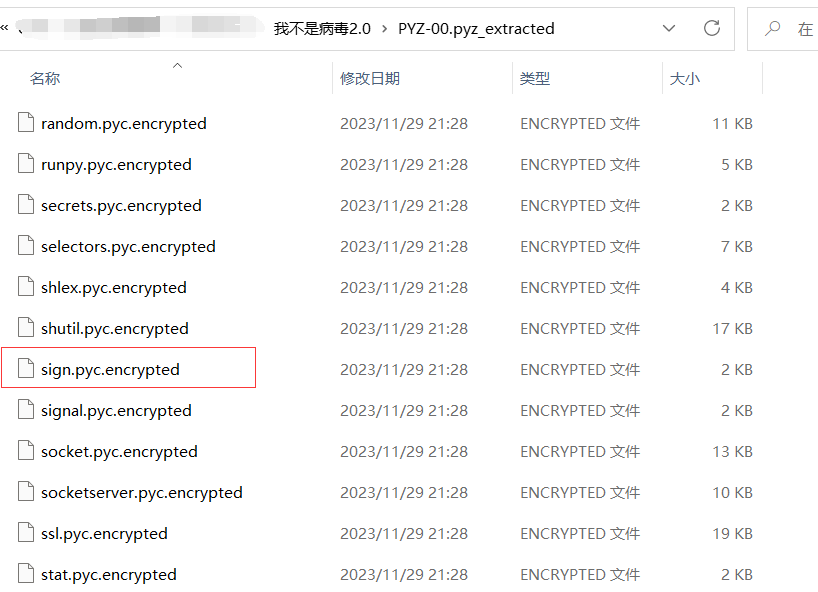 « 我不是病毒2.0 › PYZ-00.pyz_extracted 在
名称 修改日期 类型 大小
random.pyc.encrypted 2023/11/29 21:28 ENCRYPTED 文件 11 KB
runpy.pyc.encrypted 2023/11/29 21:28 ENCRYPTED 文件 5 KB
secrets.pyc.encrypted 2023/11/29 21:28 ENCRYPTED 文件 2 KB
selectors.pyc.encrypted 2023/11/29 21:28 ENCRYPTED 文件 7 KB
shlex.pyc.encrypted 2023/11/29 21:28 ENCRYPTED 文件 4 KB
shutil.pyc.encrypted 2023/11/29 21:28 ENCRYPTED 文件 17 KB
sign.pyc.encrypted 2023/11/29 21:28 ENCRYPTED 文件 2 KB
signal.pyc.encrypted 2023/11/29 21:28 ENCRYPTED 文件 2 KB
socket.pyc.encrypted 2023/11/29 21:28 ENCRYPTED 文件 13 KB
socketserver.pyc.encrypted 2023/11/29 21:28 ENCRYPTED 文件 10 KB
ssl.pyc.encrypted 2023/11/29 21:28 ENCRYPTED 文件 19 KB
stat.pyc.encrypted 2023/11/29 21:28 ENCRYPTED 文件 2 KB